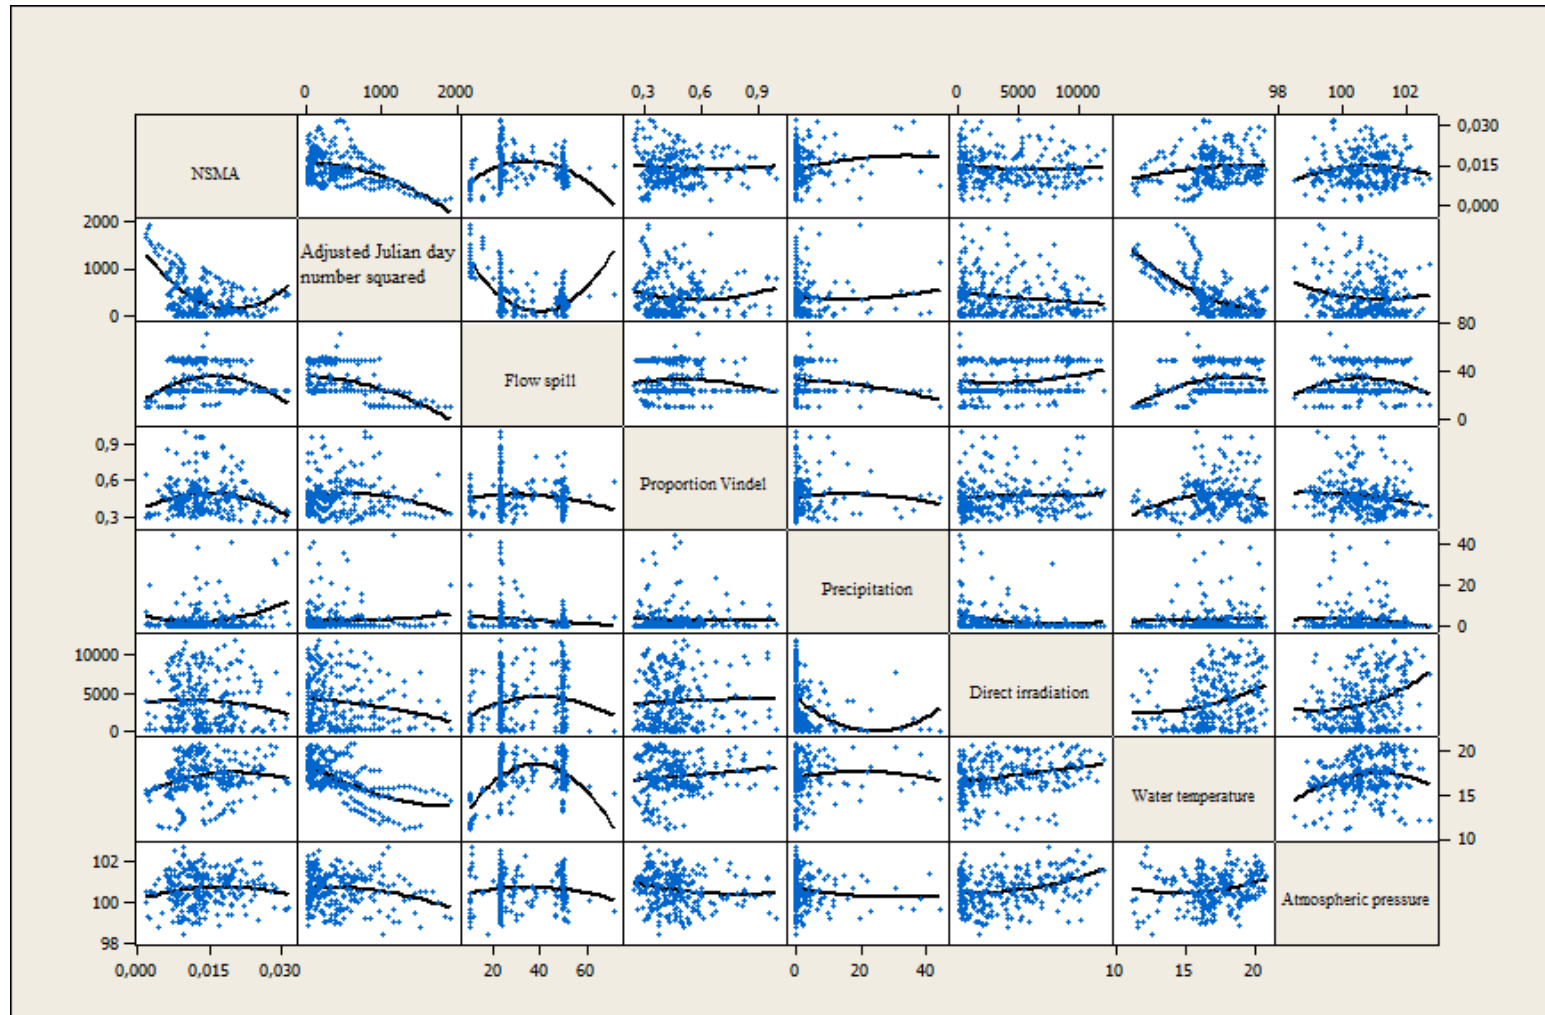 0 1000 2000 0,3 0,6 0,9 0 5000 10000 98 100 102
NSMA
0,030
0,015
0,000
2000
1000
0
Adjusted Julian day
number squared
Flow spill
80
40
0
0,9
0,6
0,3
Proportion Vindel
Precipitation
40
20
0
10000
5000
0
Direct irradiation
Water temperature
20
15
10
102
100
98
Atmospheric pressure
0,000 0,015 0,030 20 40 60 0 20 40 10 15 20